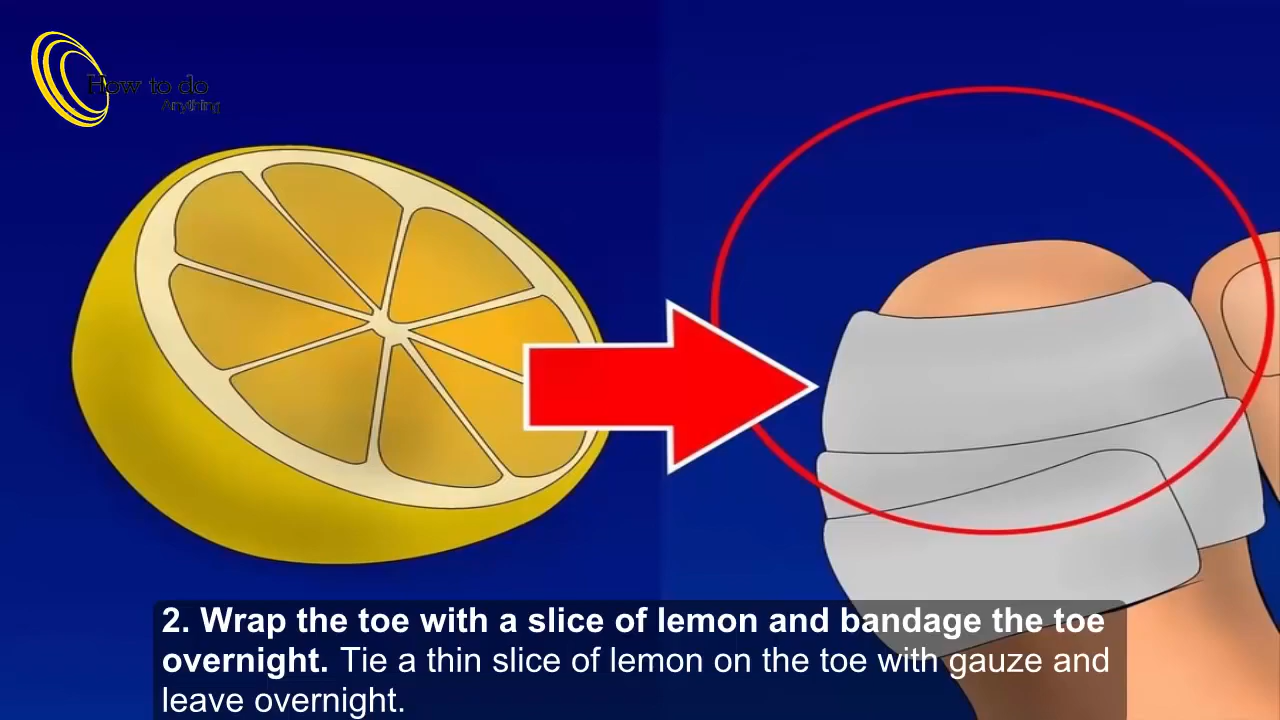 How to do
Anything
2. Wrap the toe with a slice of lemon and bandage the toe
overnight. Tie a thin slice of lemon on the toe with gauze and
leave overnight.